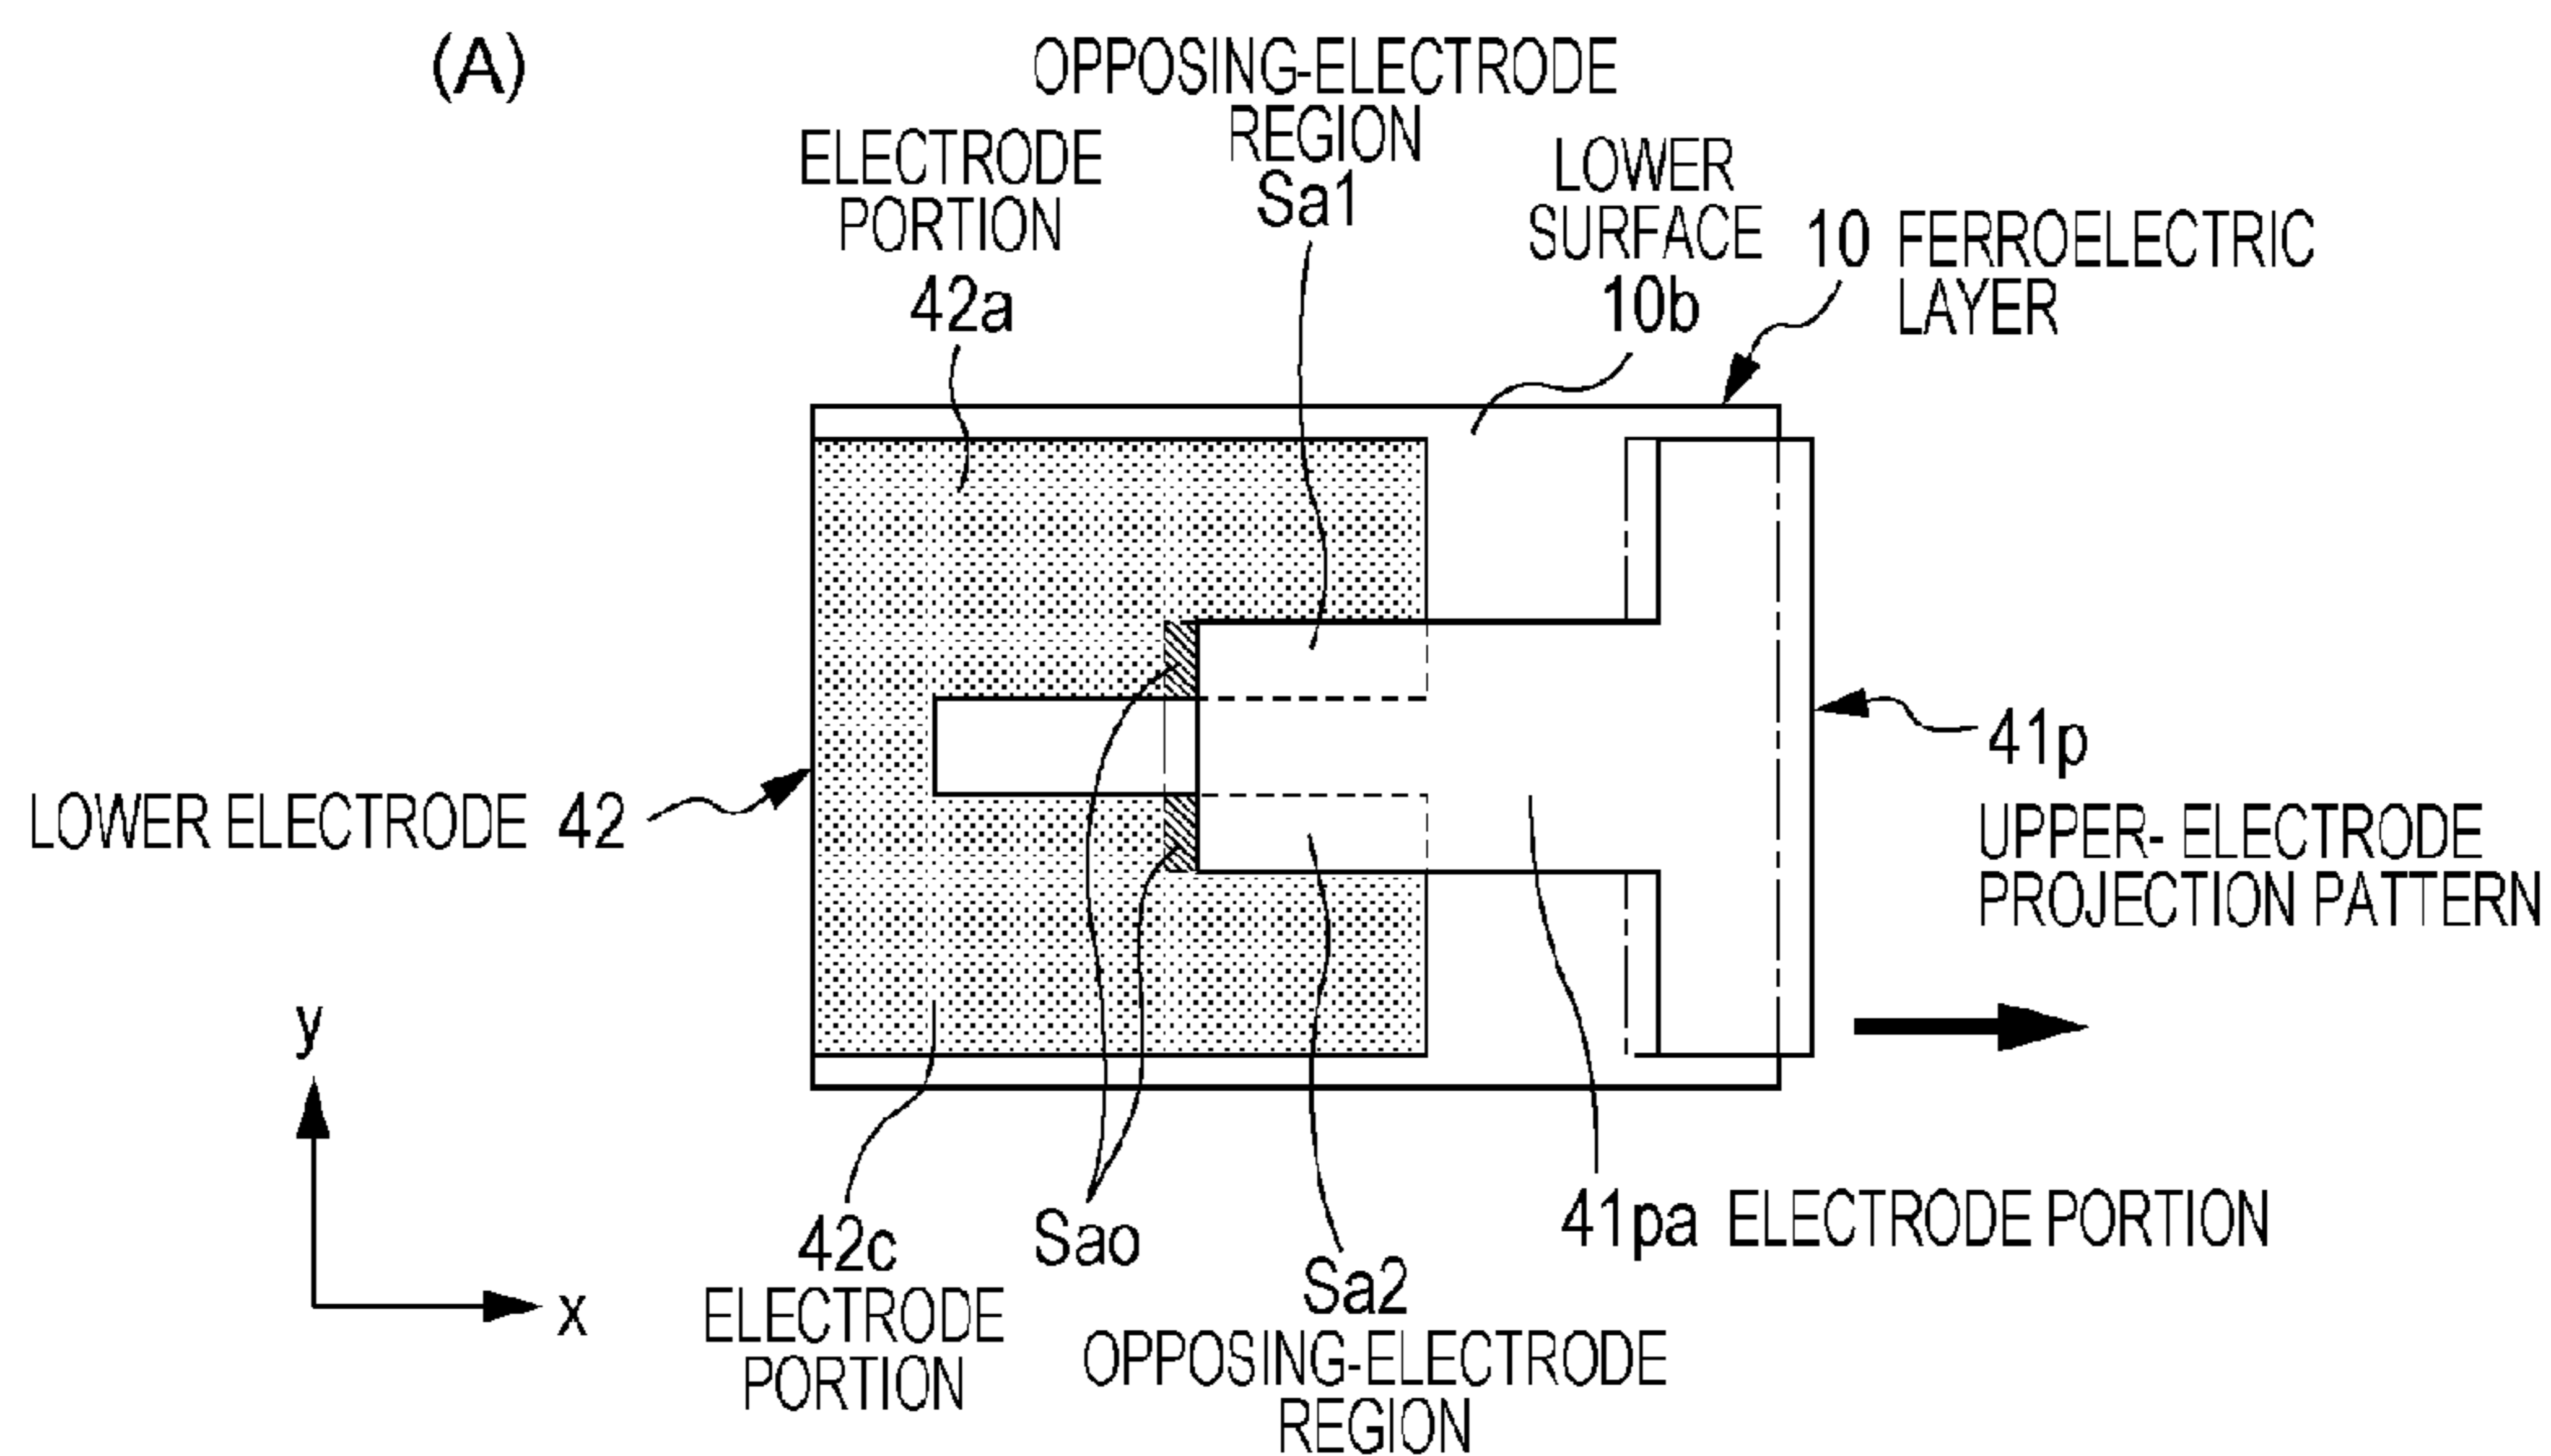 (A)
OPPOSING-ELECTRODE
REGION
Sa1
ELECTRODE
PORTION
42a
LOWER
SURFACE
10b
10 FERROELECTRIC
LAYER
LOWER ELECTRODE 42
41p
UPPER- ELECTRODE
PROJECTION PATTERN
y
x
42c
ELECTRODE
PORTION
Sao
Sa2
OPPOSING-ELECTRODE
REGION
41pa ELECTRODE PORTION